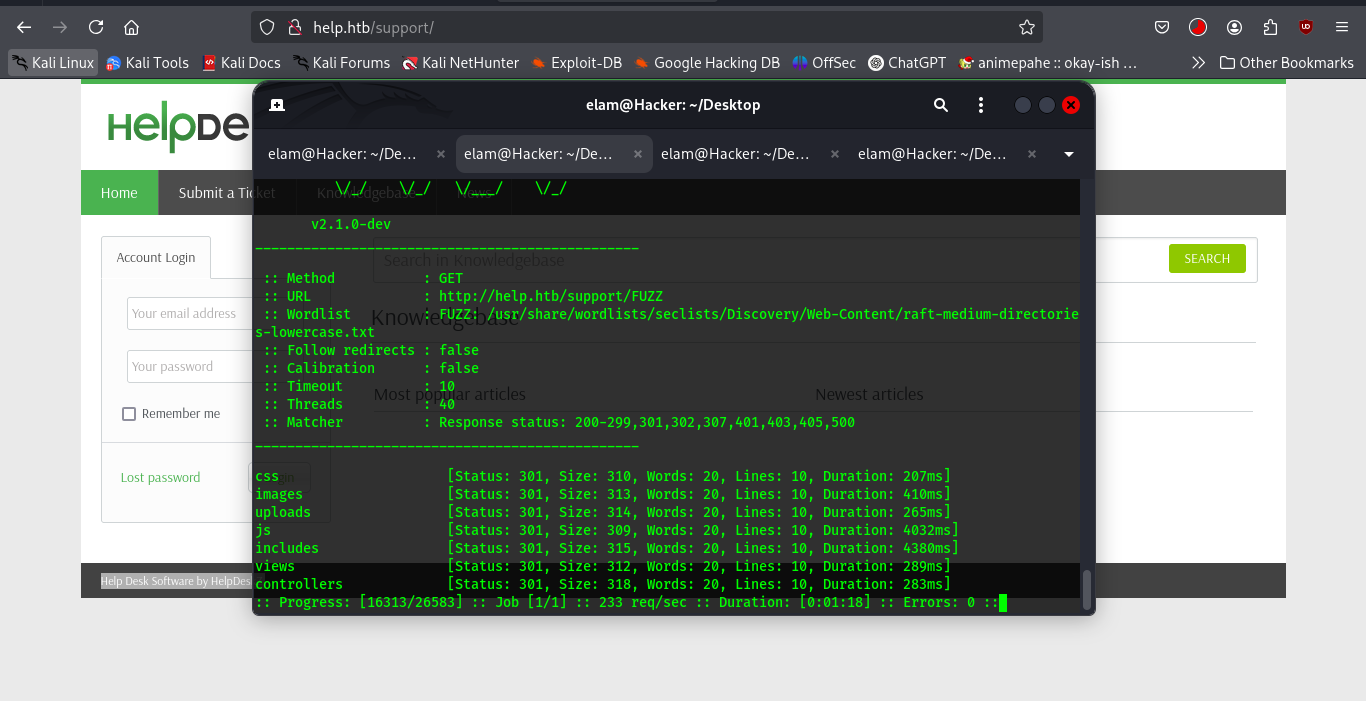 help.htb/support/
Kali Linux Kali Tools Kali Docs Kali Forums Kali NetHunter Exploit-DB Google Hacking DB OffSec ChatGPT animepahe :: okay-ish ... Other Bookmarks
HelpDe
elam@Hacker: ~/Desktop
elam@Hacker: ~/De... elam@Hacker: ~/De... elam@Hacker: ~/De... elam@Hacker: ~/De...
Home Submit a Ticket Knowledgebase News
\/_/    \/_/   \/___/    \/_/
v2.1.0-dev
________________________________________________
Account Login
Search in Knowledgebase SEARCH
:: Method           : GET
:: URL              : http://help.htb/support/FUZZ
:: Wordlist         : FUZZ: /usr/share/wordlists/seclists/Discovery/Web-Content/raft-medium-directorie
s-lowercase.txt
:: Follow redirects : false
:: Calibration      : false
:: Timeout          : 10
:: Threads          : 40
:: Matcher          : Response status: 200-299,301,302,307,401,403,405,500
________________________________________________
Your email address
Knowledgebase
Your password
Most popular articles Newest articles
Remember me
Lost password Login
css                     [Status: 301, Size: 310, Words: 20, Lines: 10, Duration: 207ms]
images                  [Status: 301, Size: 313, Words: 20, Lines: 10, Duration: 410ms]
uploads                 [Status: 301, Size: 314, Words: 20, Lines: 10, Duration: 265ms]
js                      [Status: 301, Size: 309, Words: 20, Lines: 10, Duration: 4032ms]
includes                [Status: 301, Size: 315, Words: 20, Lines: 10, Duration: 4380ms]
views                   [Status: 301, Size: 312, Words: 20, Lines: 10, Duration: 289ms]
controllers             [Status: 301, Size: 318, Words: 20, Lines: 10, Duration: 283ms]
:: Progress: [16313/26583] :: Job [1/1] :: 233 req/sec :: Duration: [0:01:18] :: Errors: 0 ::
Help Desk Software by HelpDes